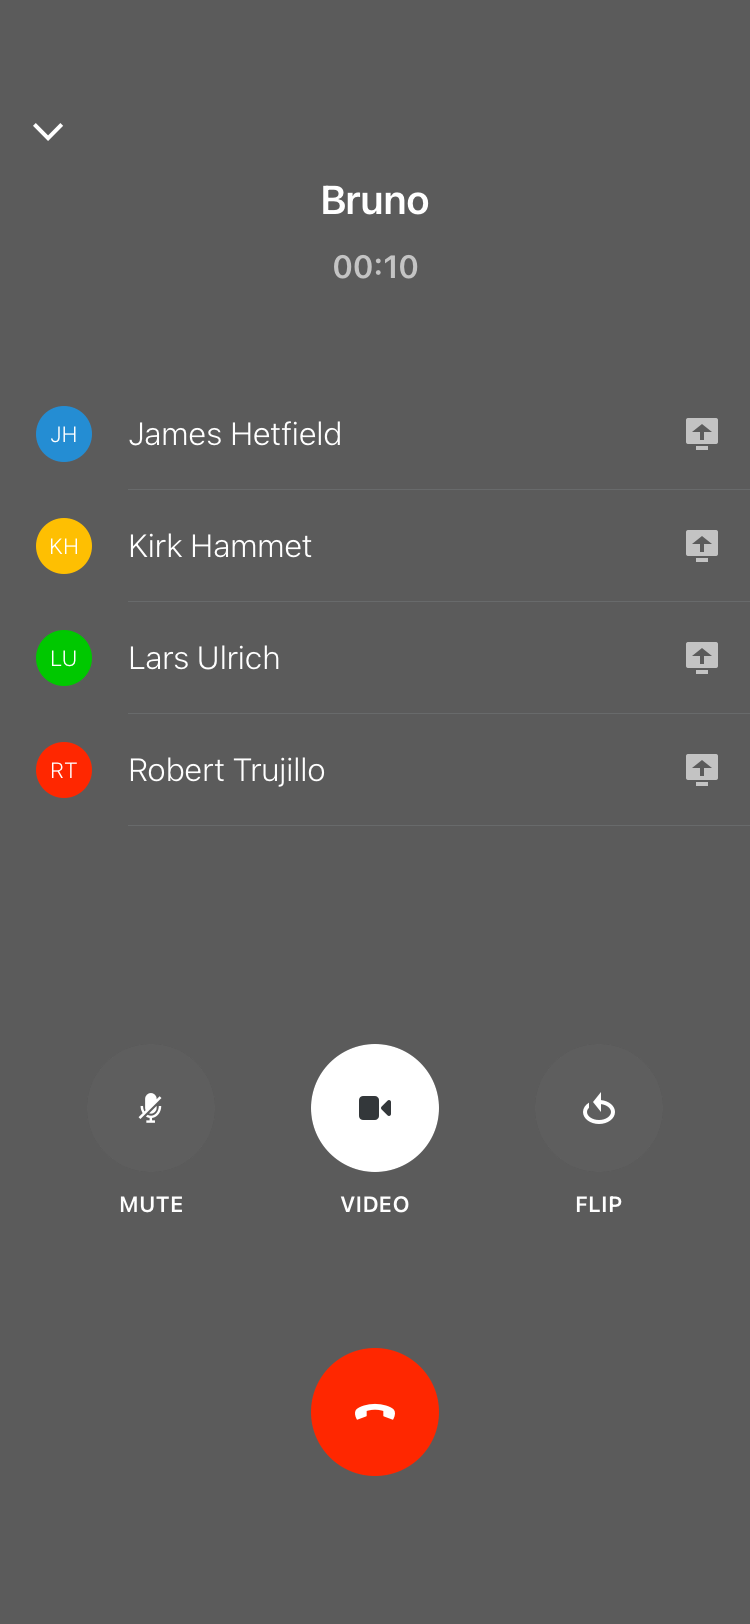 Bruno
00:10
JH James Hetfield
KH Kirk Hammet
LU Lars Ulrich
RT Robert Trujillo
MUTE VIDEO FLIP